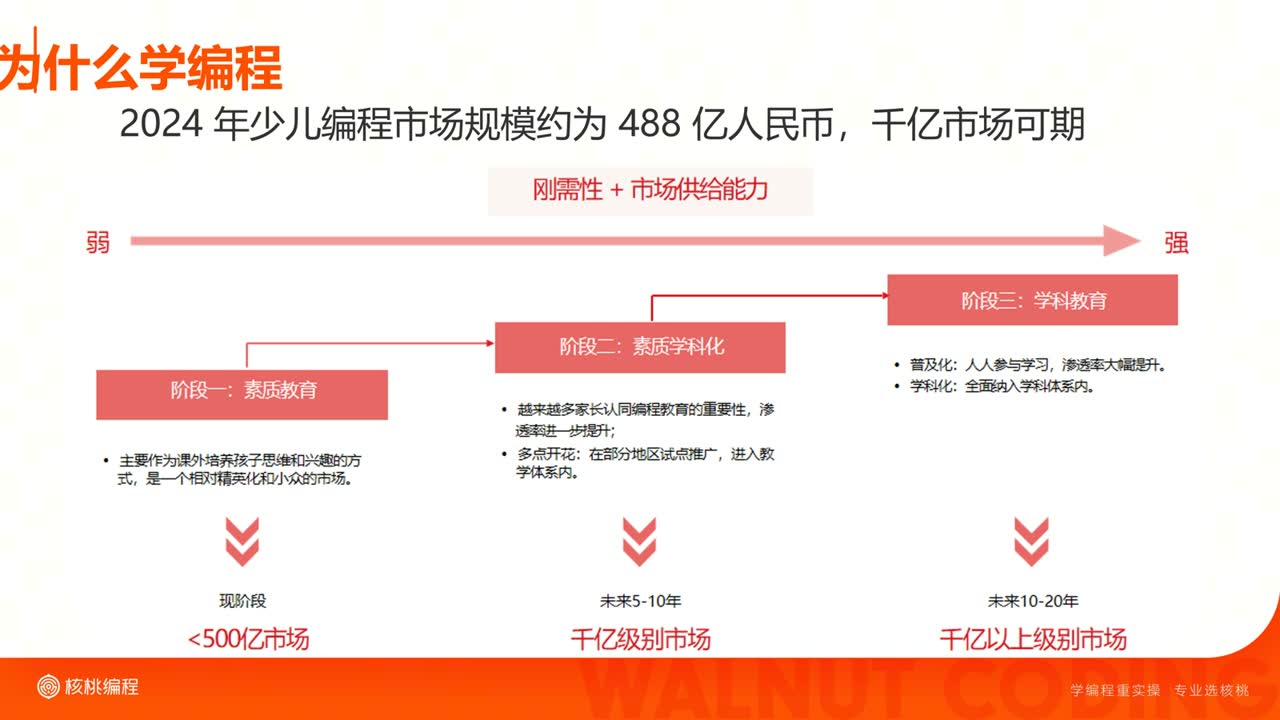 为什么学编程
2024 年少儿编程市场规模约为 488 亿人民币，千亿市场可期
刚需性 + 市场供给能力
弱
强
阶段一：素质教育
• 主要作为课外培养孩子思维和兴趣的方
式，是一个相对精英化和小众的市场。
现阶段
<500亿市场
阶段二：素质学科化
• 越来越多家长认同编程教育的重要性，渗
透率进一步提升；
• 多点开花：在部分地区试点推广，进入教
学体系内。
未来5-10年
千亿级别市场
阶段三：学科教育
• 普及化：人人参与学习，渗透率大幅提升。
• 学科化：全面纳入学科体系内。
未来10-20年
千亿以上级别市场
核桃编程
WALNUT CODING
学编程重实操 专业选核桃